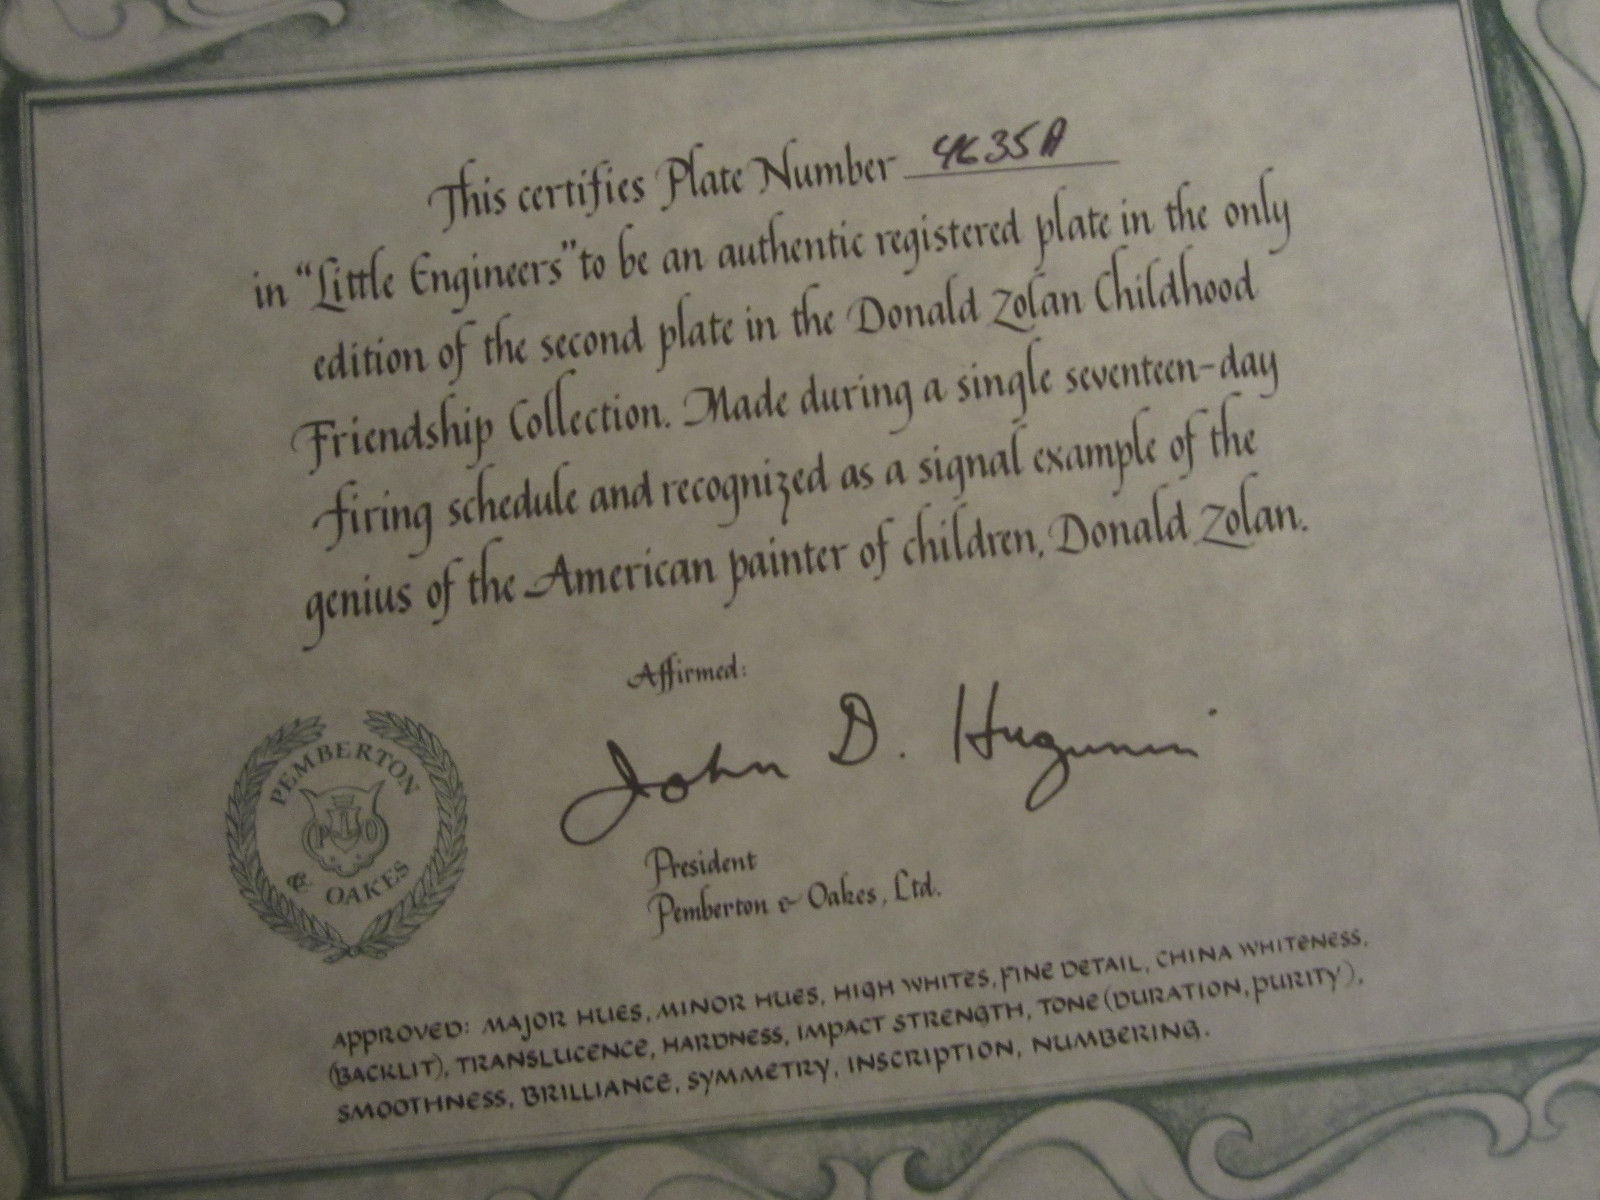 This certifies Plate Number 4635A
in "Little Engineers" to be an authentic registered plate in the only
edition of the second plate in the Donald Zolan Childhood
Friendship Collection. Made during a single seventeen-day
firing schedule and recognized as a signal example of the
genius of the American painter of children, Donald Zolan.
Affirmed:
John D. Hugunin
PEMBERTON
P&O
& OAKES
President
Pemberton & Oakes, Ltd.
APPROVED: MAJOR HUES, MINOR HUES, HIGH WHITES, FINE DETAIL, CHINA WHITENESS,
(BACKLIT), TRANSLUCENCE, HARDNESS, IMPACT STRENGTH, TONE (DURATION, PURITY),
SMOOTHNESS, BRILLIANCE, SYMMETRY, INSCRIPTION, NUMBERING.